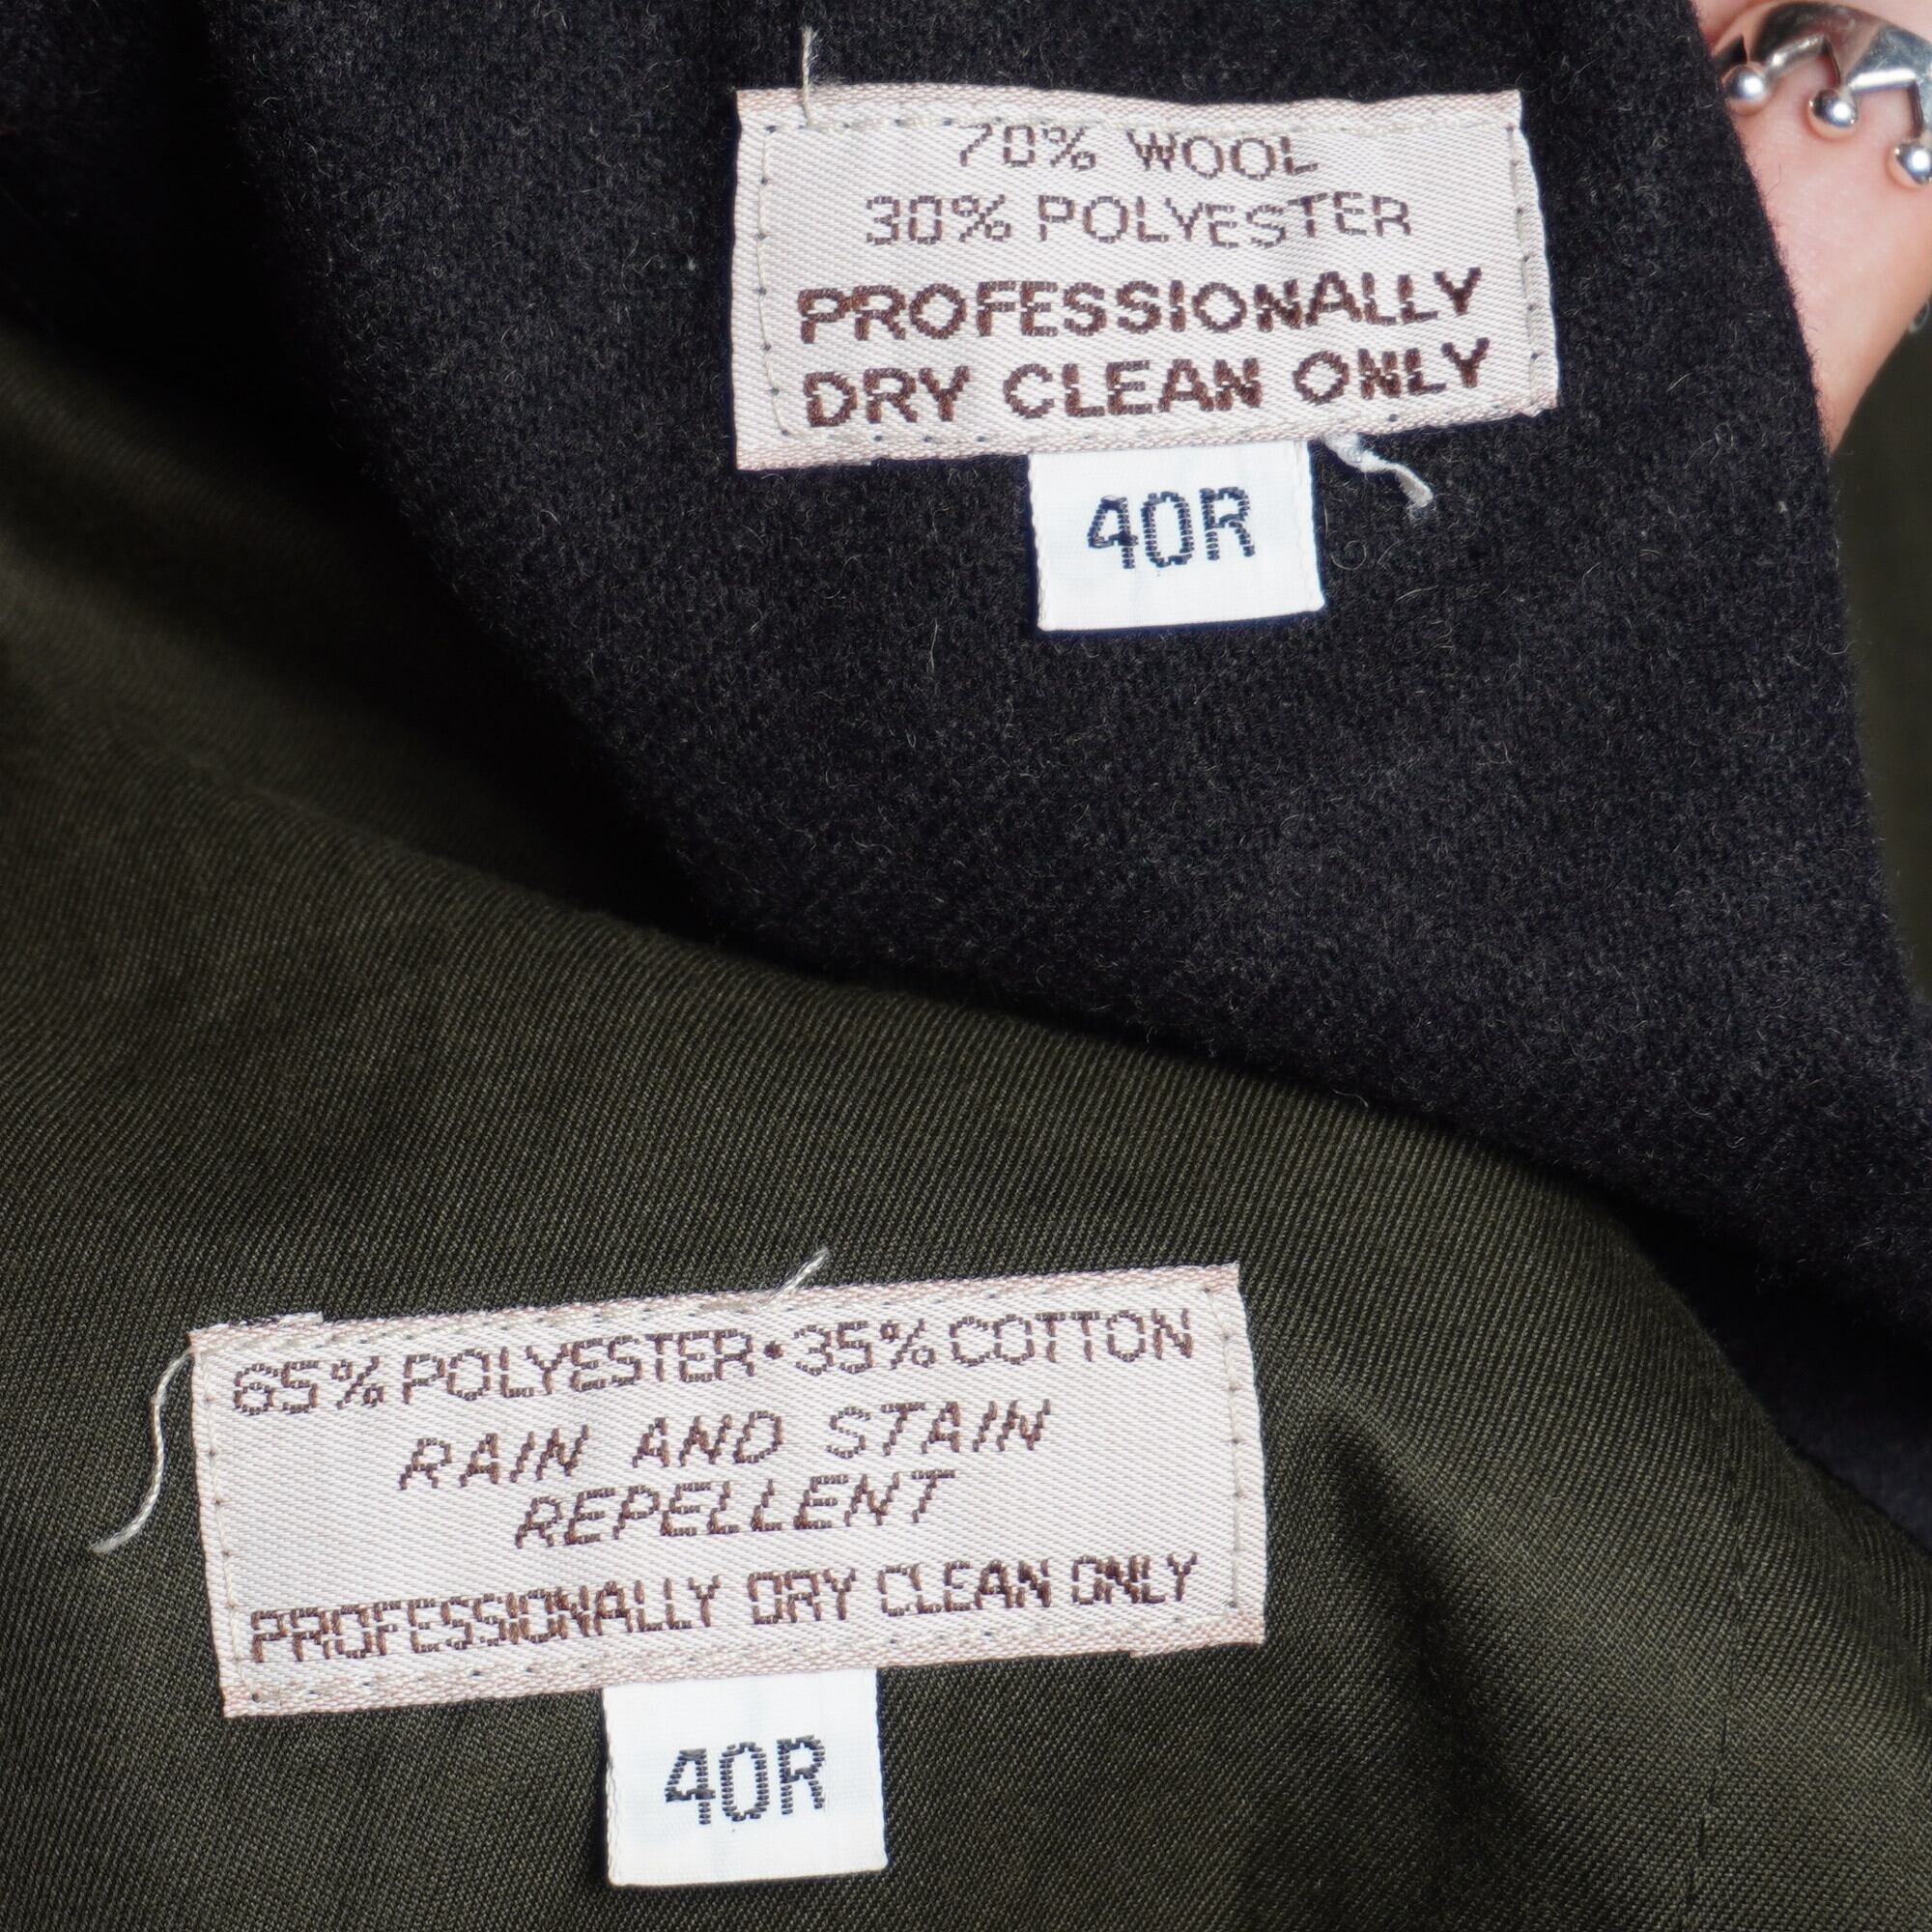 70% WOOL
30% POLYESTER
PROFESSIONALLY
DRY CLEAN ONLY
40R
65% POLYESTER • 35% COTTON
RAIN AND STAIN
REPELLENT
PROFESSIONALLY DRY CLEAN ONLY
40R